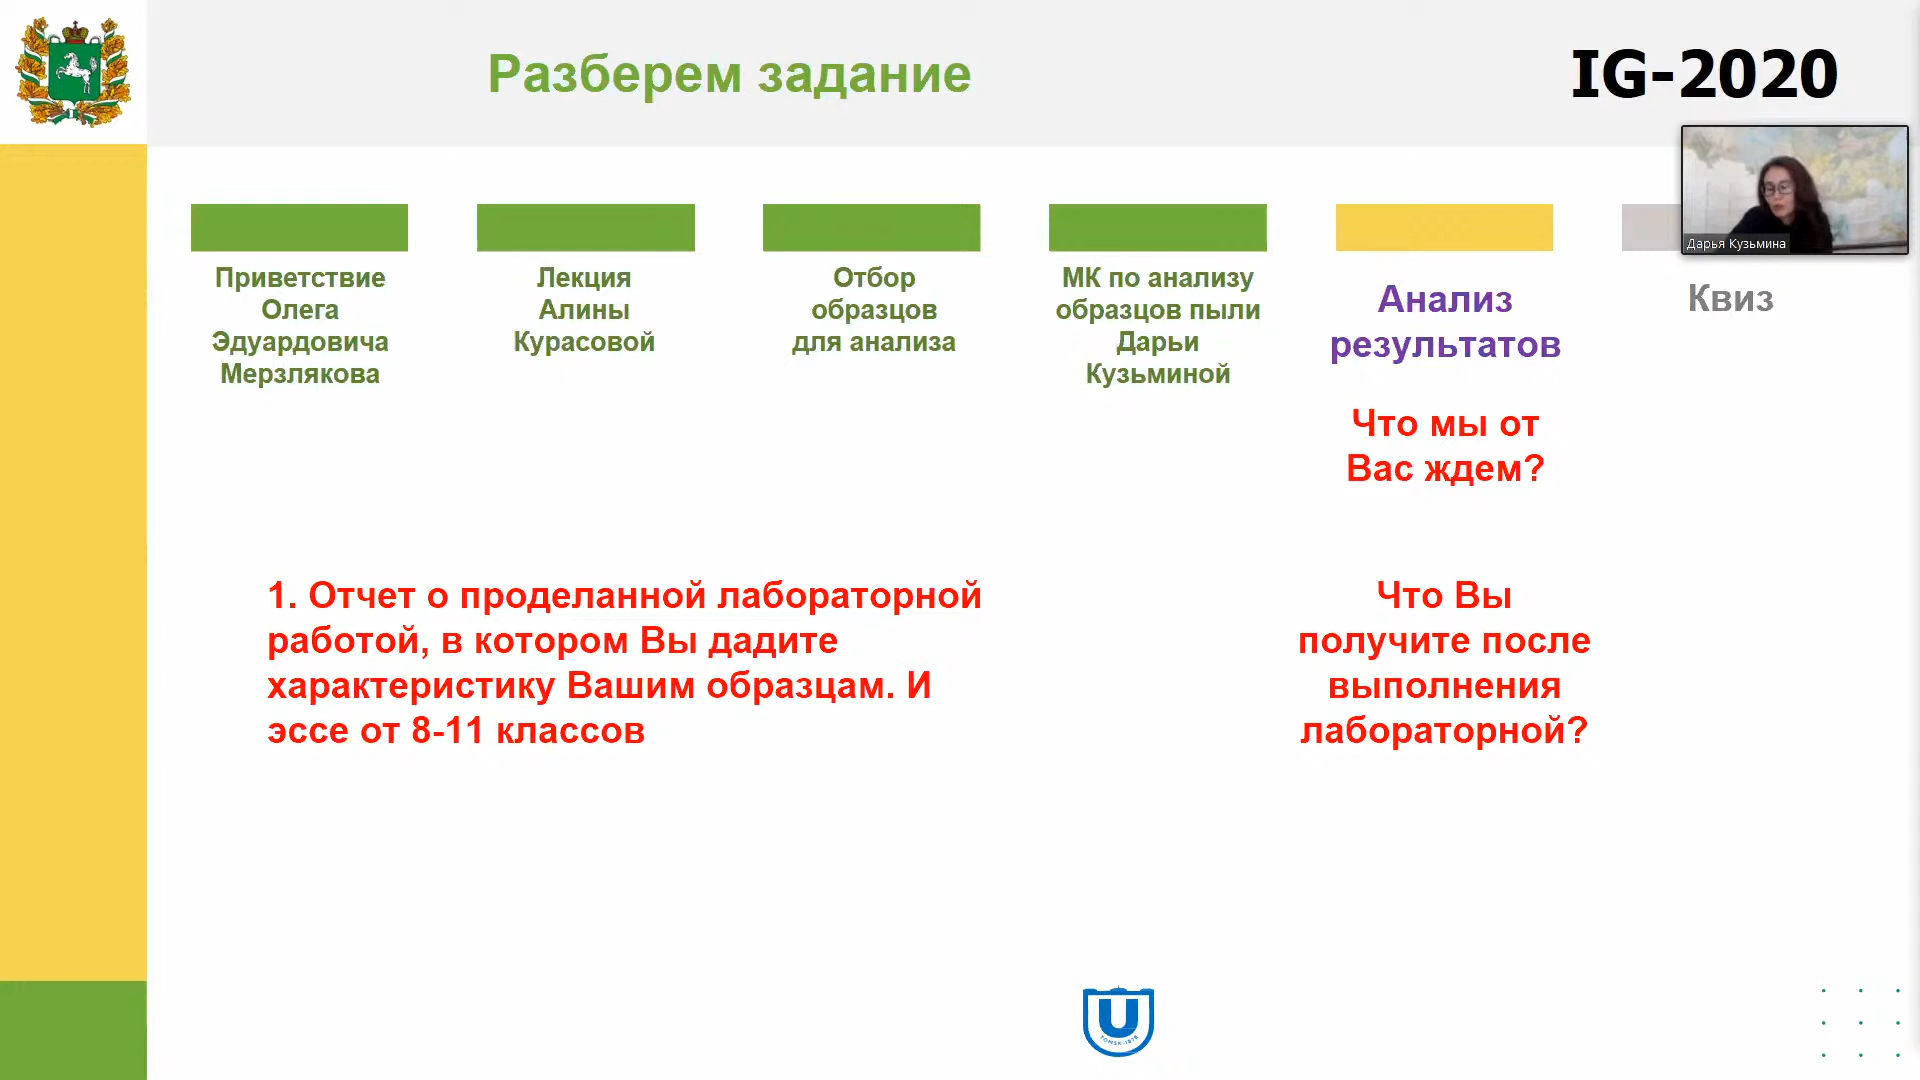 Разберем задание
IG-2020
Дарья Кузьмина
Приветствие
Олега
Эдуардовича
Мерзлякова
Лекция
Алины
Курасовой
Отбор
образцов
для анализа
МК по анализу
образцов пыли
Дарьи
Кузьминой
Анализ
результатов
Квиз
Что мы от
Вас ждем?
1. Отчет о проделанной лабораторной
работой, в котором Вы дадите
характеристику Вашим образцам. И
эссе от 8-11 классов
Что Вы
получите после
выполнения
лабораторной?
U
TOMSK-1878